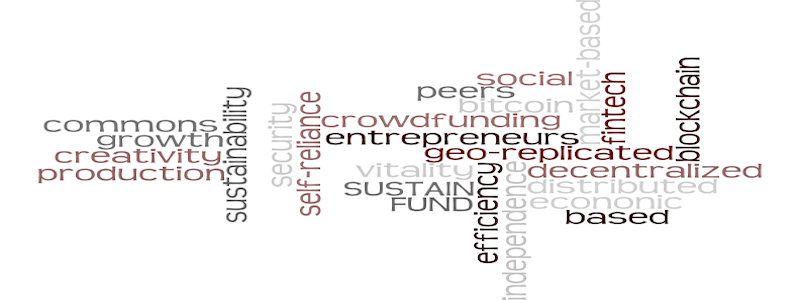 market-based
social
peers
fintech
blockchain
bitcoin
sustainability
security
self-reliance
crowdfunding
commons
entrepreneurs
growth
geo-replicated
creativity
production
vitality
decentralized
SUSTAIN
distributed
FUND
econonic
efficiency
independence
based